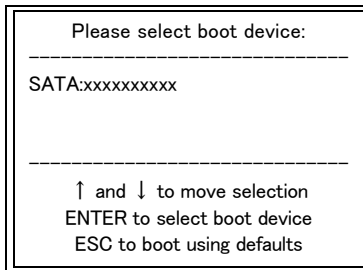 Please select boot device:
SATA:xxxxxxxxxx
↑ and ↓ to move selection
ENTER to select boot device
ESC to boot using defaults